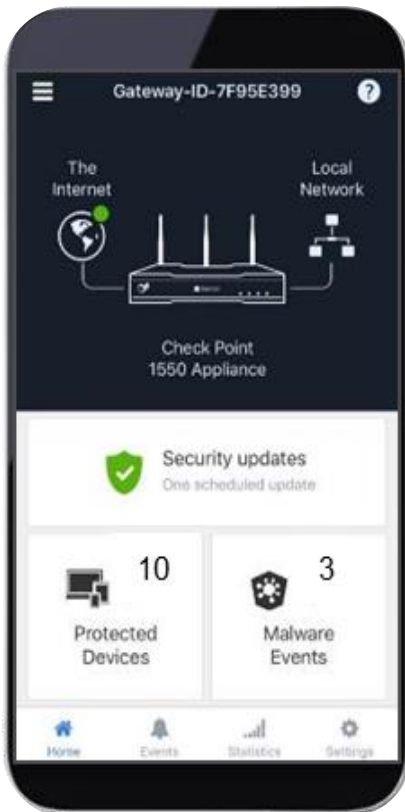 Gateway-ID-7F95E399
?
The
Internet
Local
Network
Check Point
1550 Appliance
Security updates
One scheduled update
10
Protected
Devices
3
Malware
Events
Home
Events
Statistics
Settings